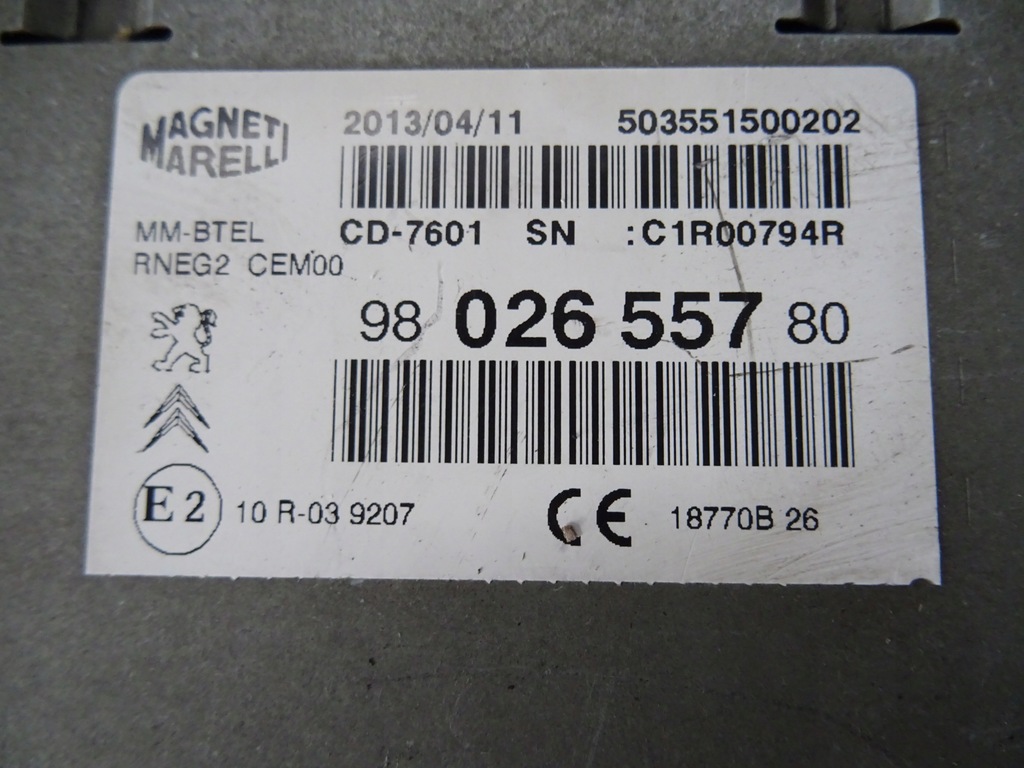 MAGNETI
MARELLI
2013/04/11 503551500202
MM-BTEL
CD-7601 SN :C1R00794R
RNEG2 CEM00
98 026 557 80
E2 10 R-03 9207 CE 18770B 26